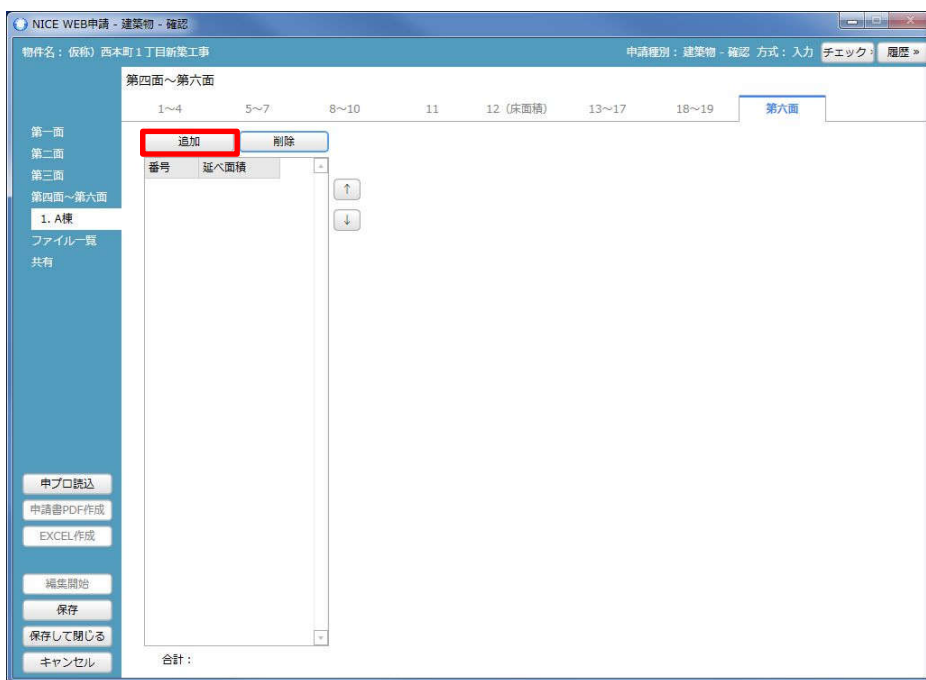 NICE WEB申請 - 建築物 - 確認
物件名： 仮称）西本町１丁目新築工事
申請種別：建築物 - 確認 方式：入力
チェック»
履歴 »
第四面～第六面
1～4 5～7 8～10 11 12（床面積） 13～17 18～19 第六面
第一面
第二面
第三面
第四面～第六面
1. A棟
ファイル一覧
共有
追加 削除
番号 延べ面積
↑
↓
申プロ読込
申請書PDF作成
EXCEL作成
編集開始
保存
保存して閉じる
キャンセル
合計：